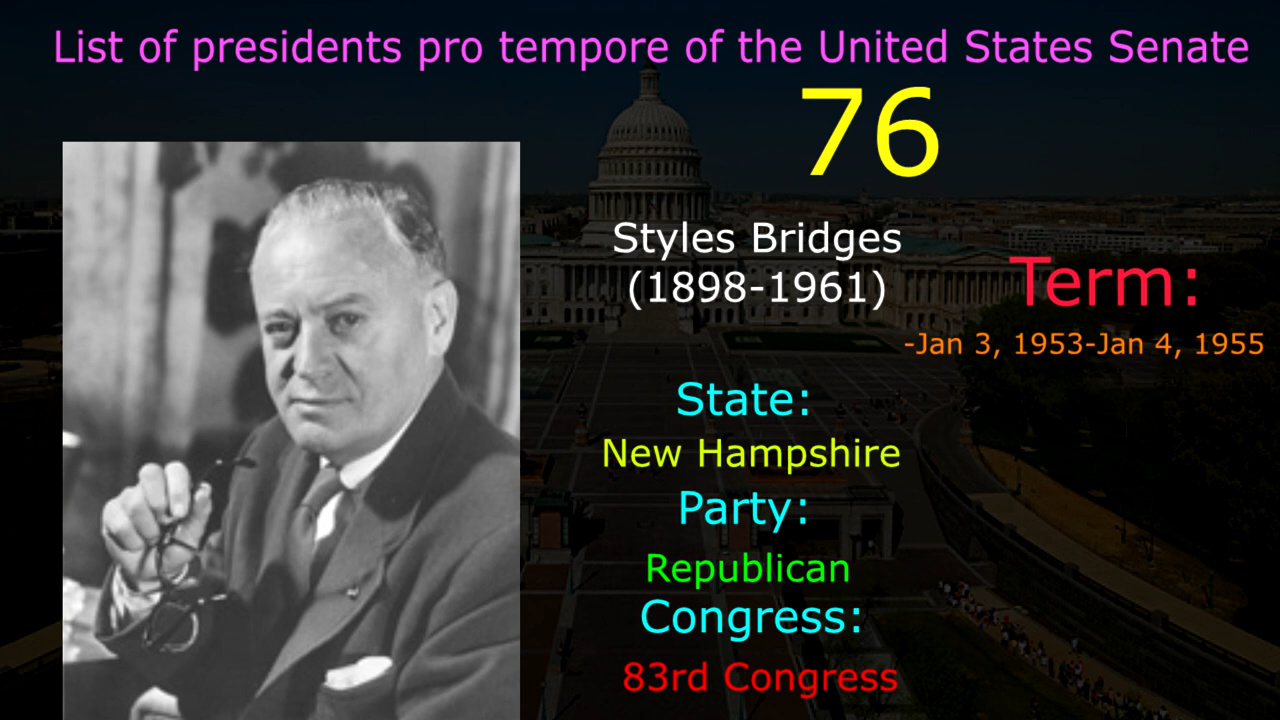 List of presidents pro tempore of the United States Senate
76
Styles Bridges
(1898-1961)
Term:
-Jan 3, 1953-Jan 4, 1955
State:
New Hampshire
Party:
Republican
Congress:
83rd Congress